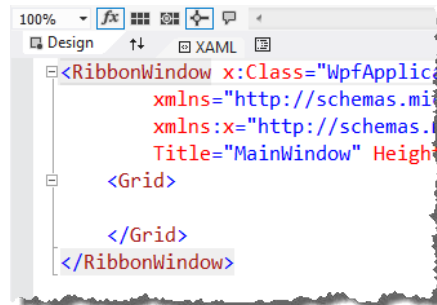 100% fx
Design XAML
<RibbonWindow x:Class="WpfApplica
xmlns="http://schemas.mi
xmlns:x="http://schemas.
Title="MainWindow" Heigh
<Grid>
</Grid>
</RibbonWindow>